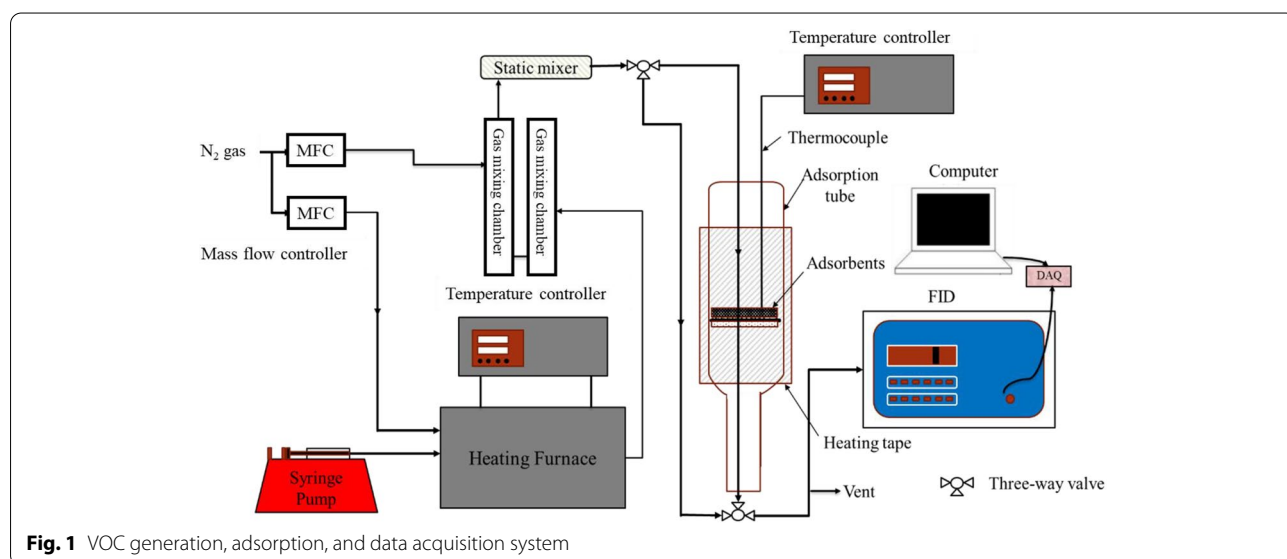 Temperature controller
Static mixer
Gas mixing chamber
Gas mixing chamber
N₂ gas
MFC
MFC
Mass flow controller
Thermocouple
Adsorption
tube
Computer
Adsorbents
DAQ
FID
Temperature controller
Heating Furnace
Syringe
Pump
Heating tape
Vent
Three-way valve
Fig. 1 VOC generation, adsorption, and data acquisition system